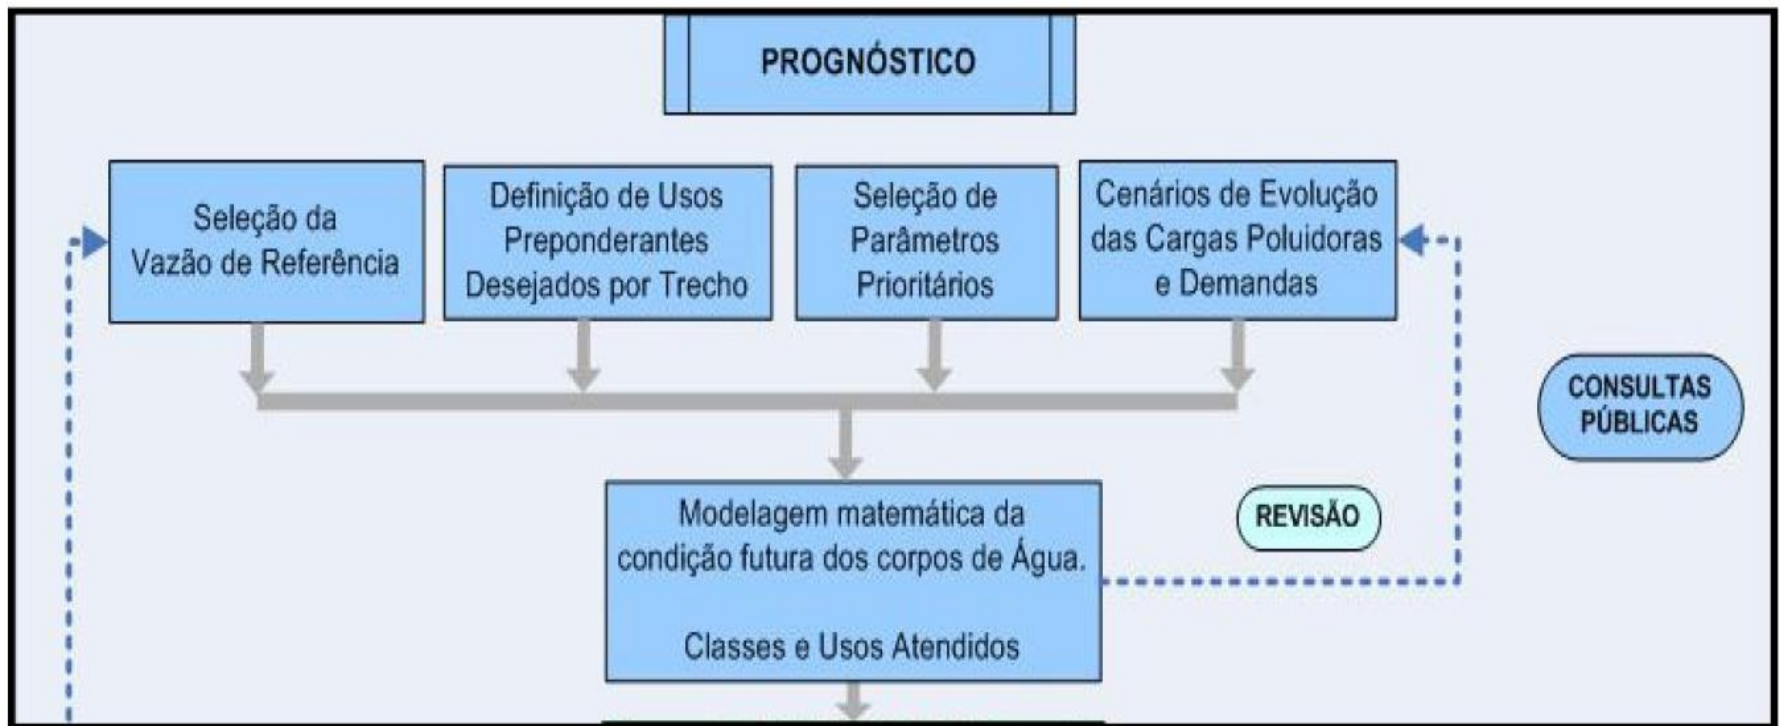 PROGNÓSTICO
Seleção da
Vazão de Referência
Definição de Usos
Preponderantes
Desejados por Trecho
Seleção de
Parâmetros
Prioritários
Cenários de Evolução
das Cargas Poluidoras
e Demandas
CONSULTAS
PÚBLICAS
REVISÃO
Modelagem matemática da
condição futura dos corpos de Água.
Classes e Usos Atendidos